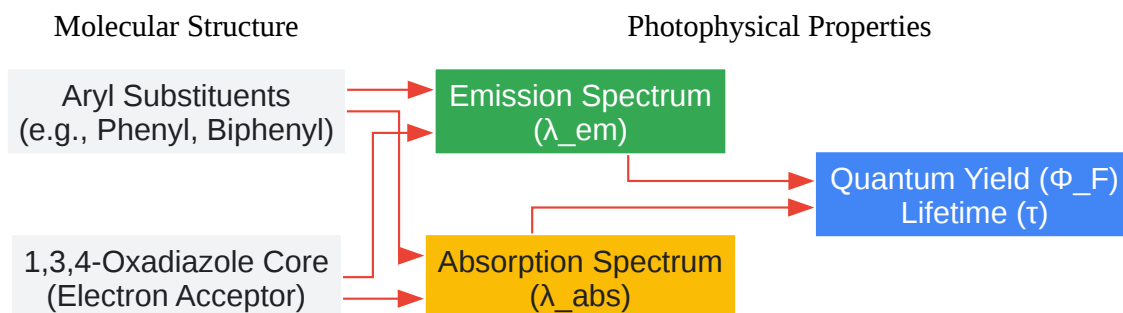 Molecular Structure
Photophysical Properties
Aryl Substituents
(e.g., Phenyl, Biphenyl)
Emission Spectrum
(λ_em)
Quantum Yield (Φ_F)
Lifetime (τ)
1,3,4-Oxadiazole Core
(Electron Acceptor)
Absorption Spectrum
(λ_abs)